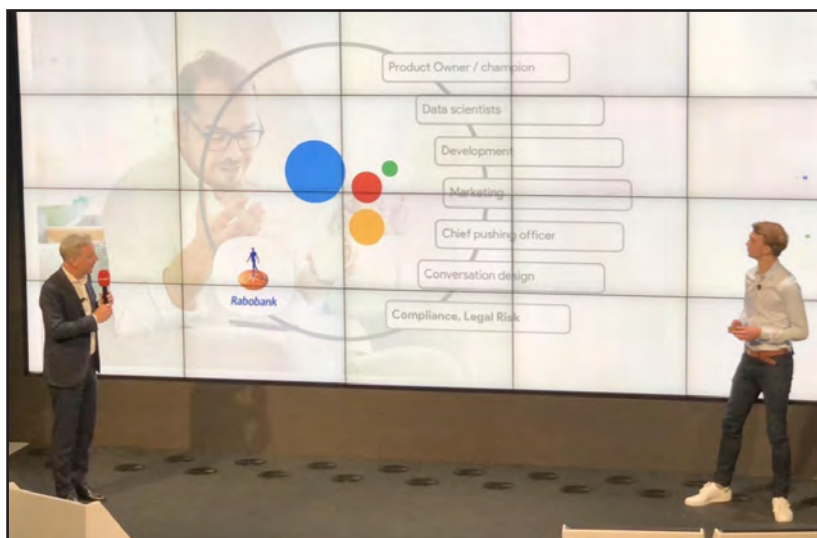 Product Owner / champion
Data scientists
Development
Marketing
Chief pushing officer
Conversation design
Rabobank
Compliance, Legal Risk